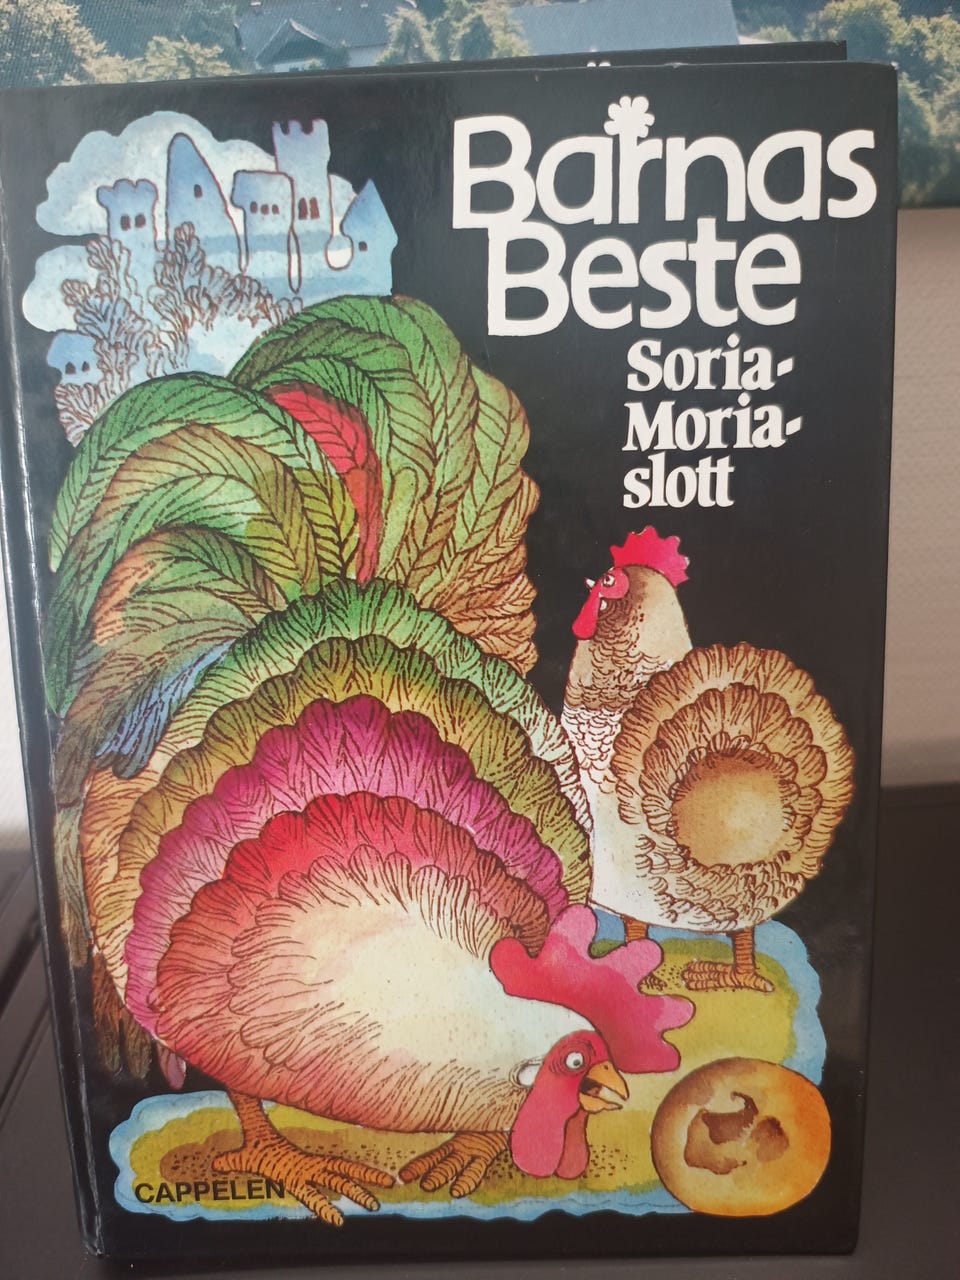 Barnas
Beste
Soria-
Moria-
slott
CAPPELEN